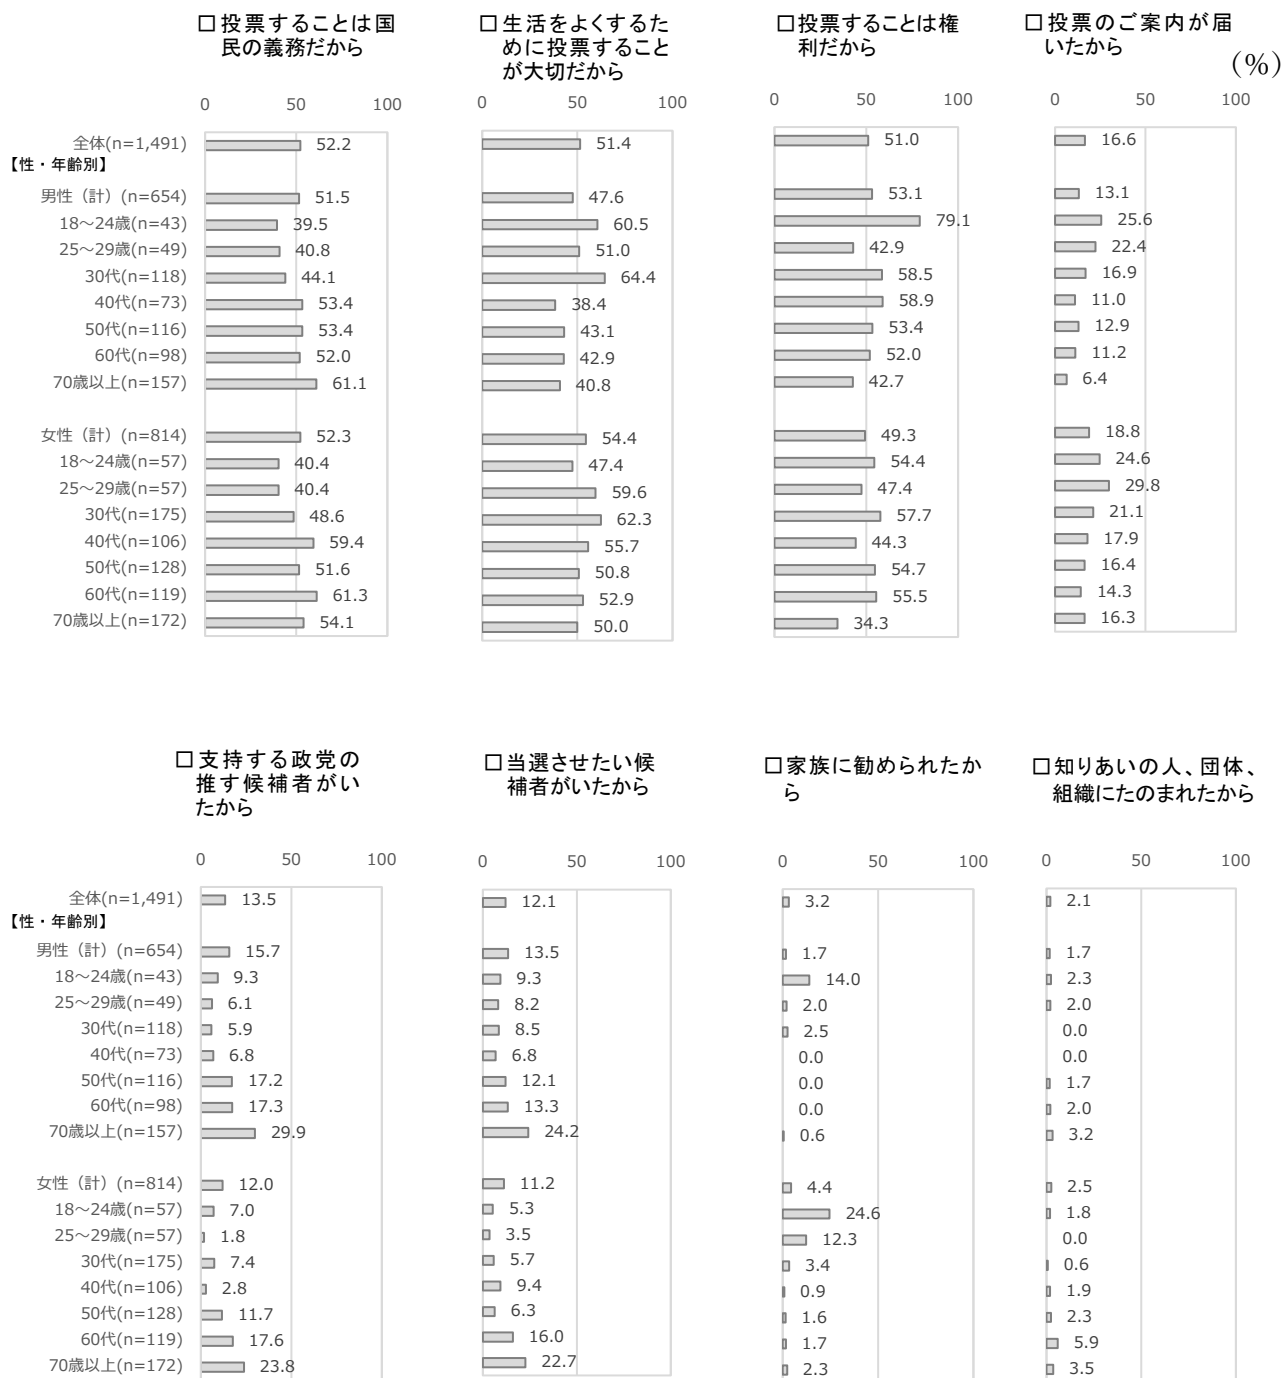 □投票することは国
民の義務だから
□生活をよくするた
めに投票すること
が大切だから
□投票することは権
利だから
□投票のご案内が届
いたから
(%)
0 50 100 0 50 100 0 50 100 0 50 100
全体(n=1,491) 52.2 51.4 51.0 16.6
【性・年齢別】
男性（計）(n=654) 51.5 47.6 53.1 13.1
18～24歳(n=43) 39.5 60.5 79.1 25.6
25～29歳(n=49) 40.8 51.0 42.9 22.4
30代(n=118) 44.1 64.4 58.5 16.9
40代(n=73) 53.4 38.4 58.9 11.0
50代(n=116) 53.4 43.1 53.4 12.9
60代(n=98) 52.0 42.9 52.0 11.2
70歳以上(n=157) 61.1 40.8 42.7 6.4
女性（計）(n=814) 52.3 54.4 49.3 18.8
18～24歳(n=57) 40.4 47.4 54.4 24.6
25～29歳(n=57) 40.4 59.6 47.4 29.8
30代(n=175) 48.6 62.3 57.7 21.1
40代(n=106) 59.4 55.7 44.3 17.9
50代(n=128) 51.6 50.8 54.7 16.4
60代(n=119) 61.3 52.9 55.5 14.3
70歳以上(n=172) 54.1 50.0 34.3 16.3
□支持する政党の
推す候補者がい
たから
□当選させたい候
補者がいたから
□家族に勧められたか
ら
□知りあいの人、団体、
組織にたのまれたから
0 50 100 0 50 100 0 50 100 0 50 100
全体(n=1,491) 13.5 12.1 3.2 2.1
【性・年齢別】
男性（計）(n=654) 15.7 13.5 1.7 1.7
18～24歳(n=43) 9.3 9.3 14.0 2.3
25～29歳(n=49) 6.1 8.2 2.0 2.0
30代(n=118) 5.9 8.5 2.5 0.0
40代(n=73) 6.8 6.8 0.0 0.0
50代(n=116) 17.2 12.1 0.0 1.7
60代(n=98) 17.3 13.3 0.0 2.0
70歳以上(n=157) 29.9 24.2 0.6 3.2
女性（計）(n=814) 12.0 11.2 4.4 2.5
18～24歳(n=57) 7.0 5.3 24.6 1.8
25～29歳(n=57) 1.8 3.5 12.3 0.0
30代(n=175) 7.4 5.7 3.4 0.6
40代(n=106) 2.8 9.4 0.9 1.9
50代(n=128) 11.7 6.3 1.6 2.3
60代(n=119) 17.6 16.0 1.7 5.9
70歳以上(n=172) 23.8 22.7 2.3 3.5